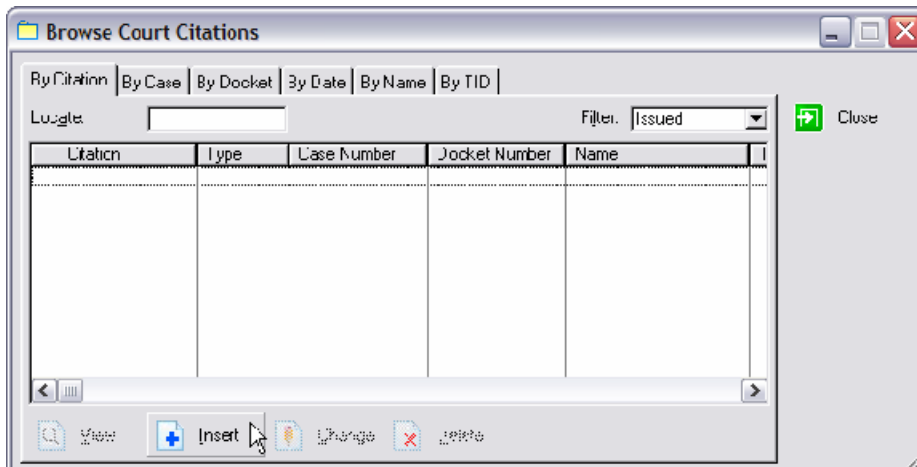 Browse Court Citations
By Citation By Case By Docket By Date By Name By TID
Locate: Filter: Issued Close
Citation Type Case Number Docket Number Name
View Insert Change Delete